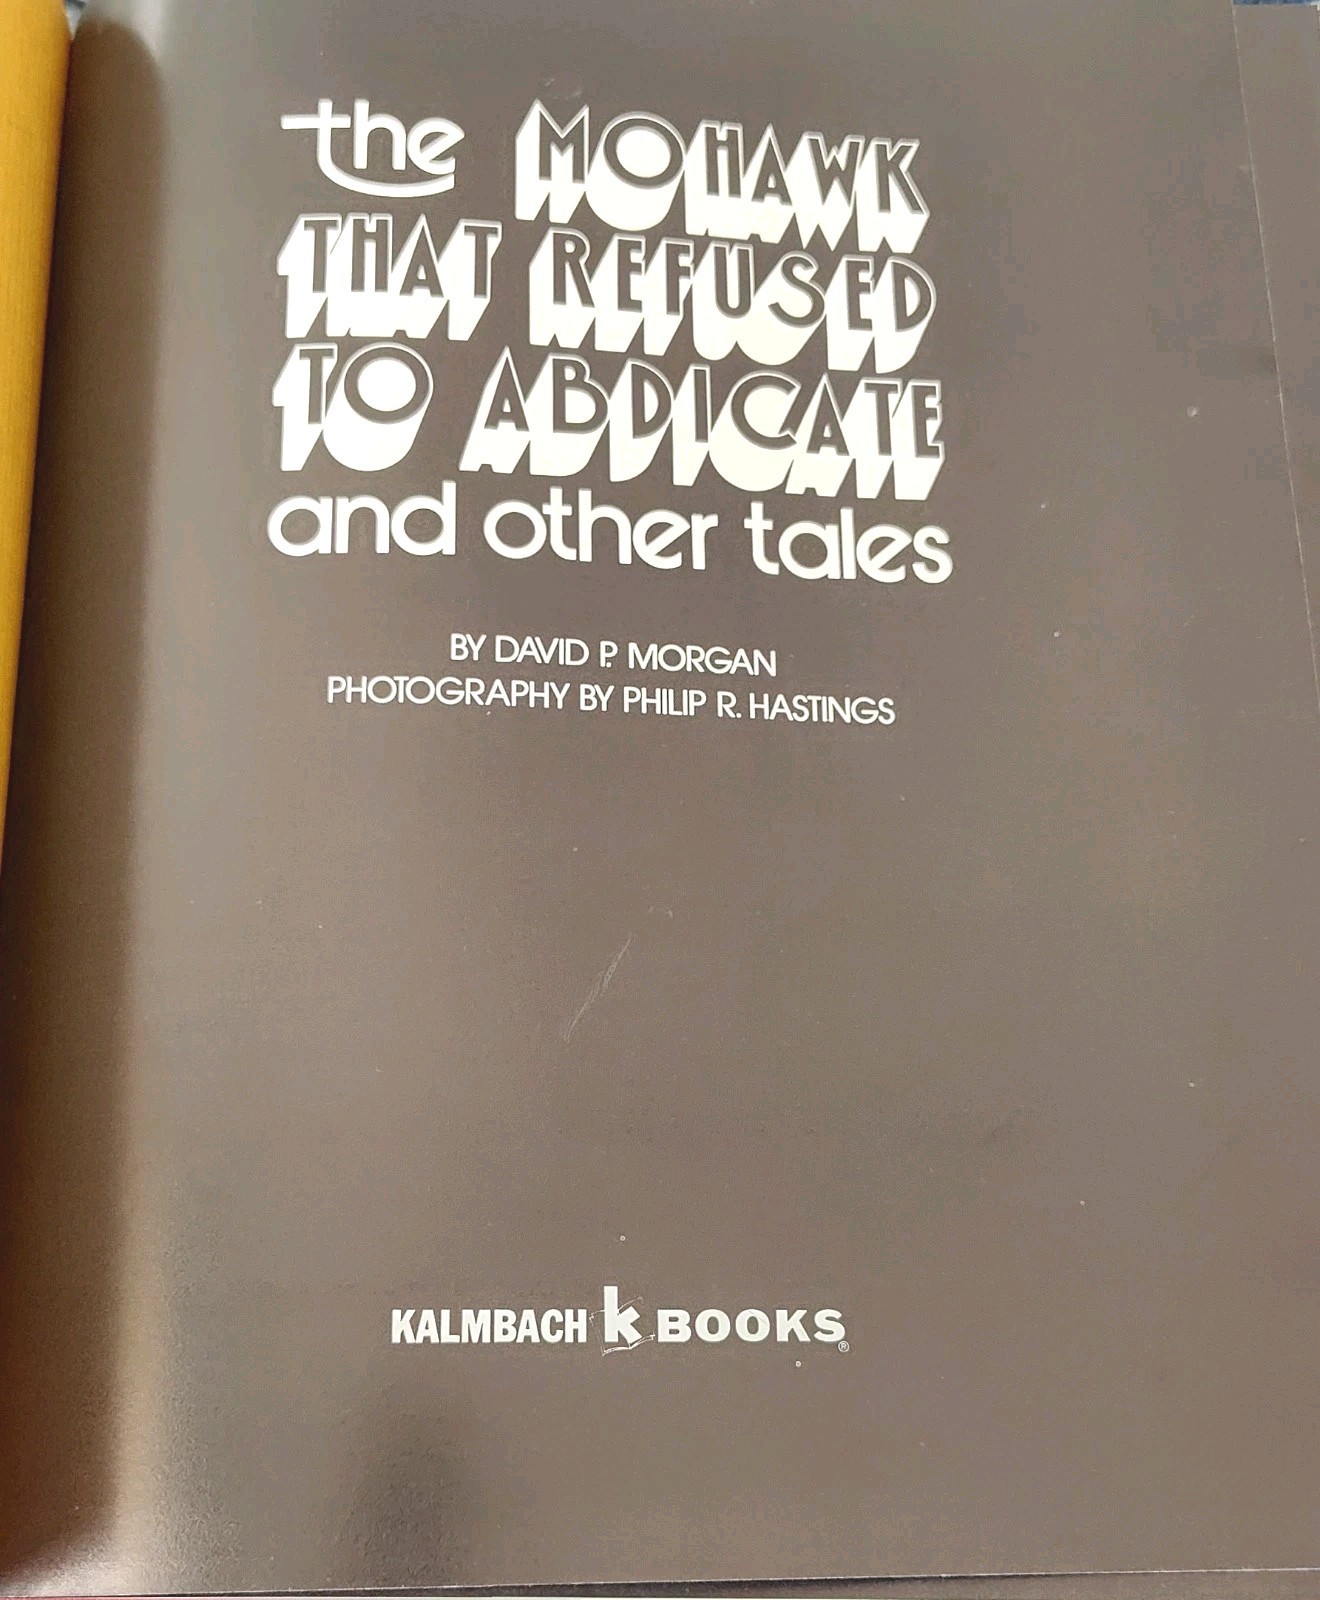 the MOHAWK
THAT REFUSED
TO ABDICATE
and other tales
BY DAVID P. MORGAN
PHOTOGRAPHY BY PHILIP R. HASTINGS
KALMBACH k BOOKS®